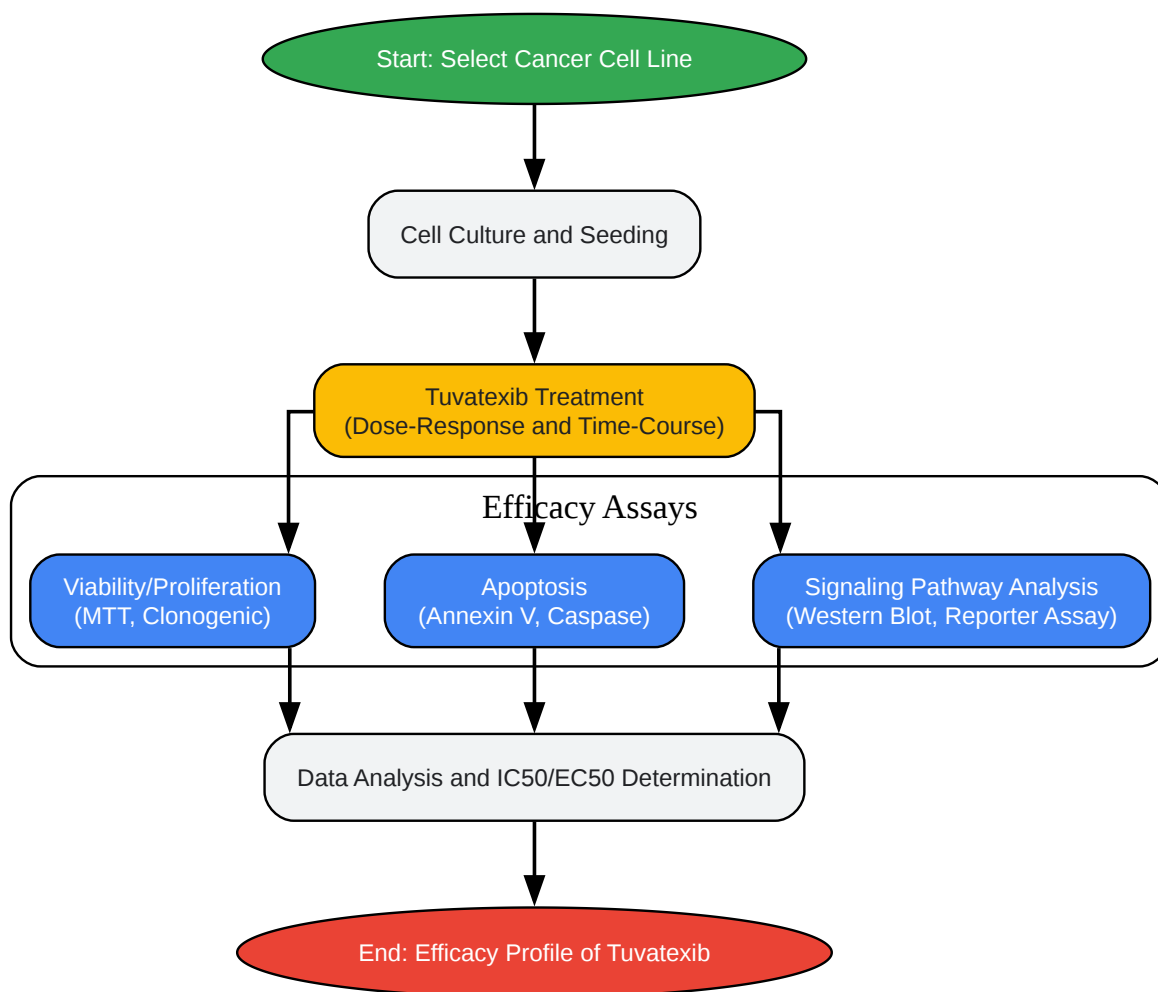 Start: Select Cancer Cell Line
Cell Culture and Seeding
Tuvatexib Treatment
(Dose-Response and Time-Course)
Efficacy Assays
Viability/Proliferation
(MTT, Clonogenic)
Apoptosis
(Annexin V, Caspase)
Signaling Pathway Analysis
(Western Blot, Reporter Assay)
Data Analysis and IC50/EC50 Determination
End: Efficacy Profile of Tuvatexib